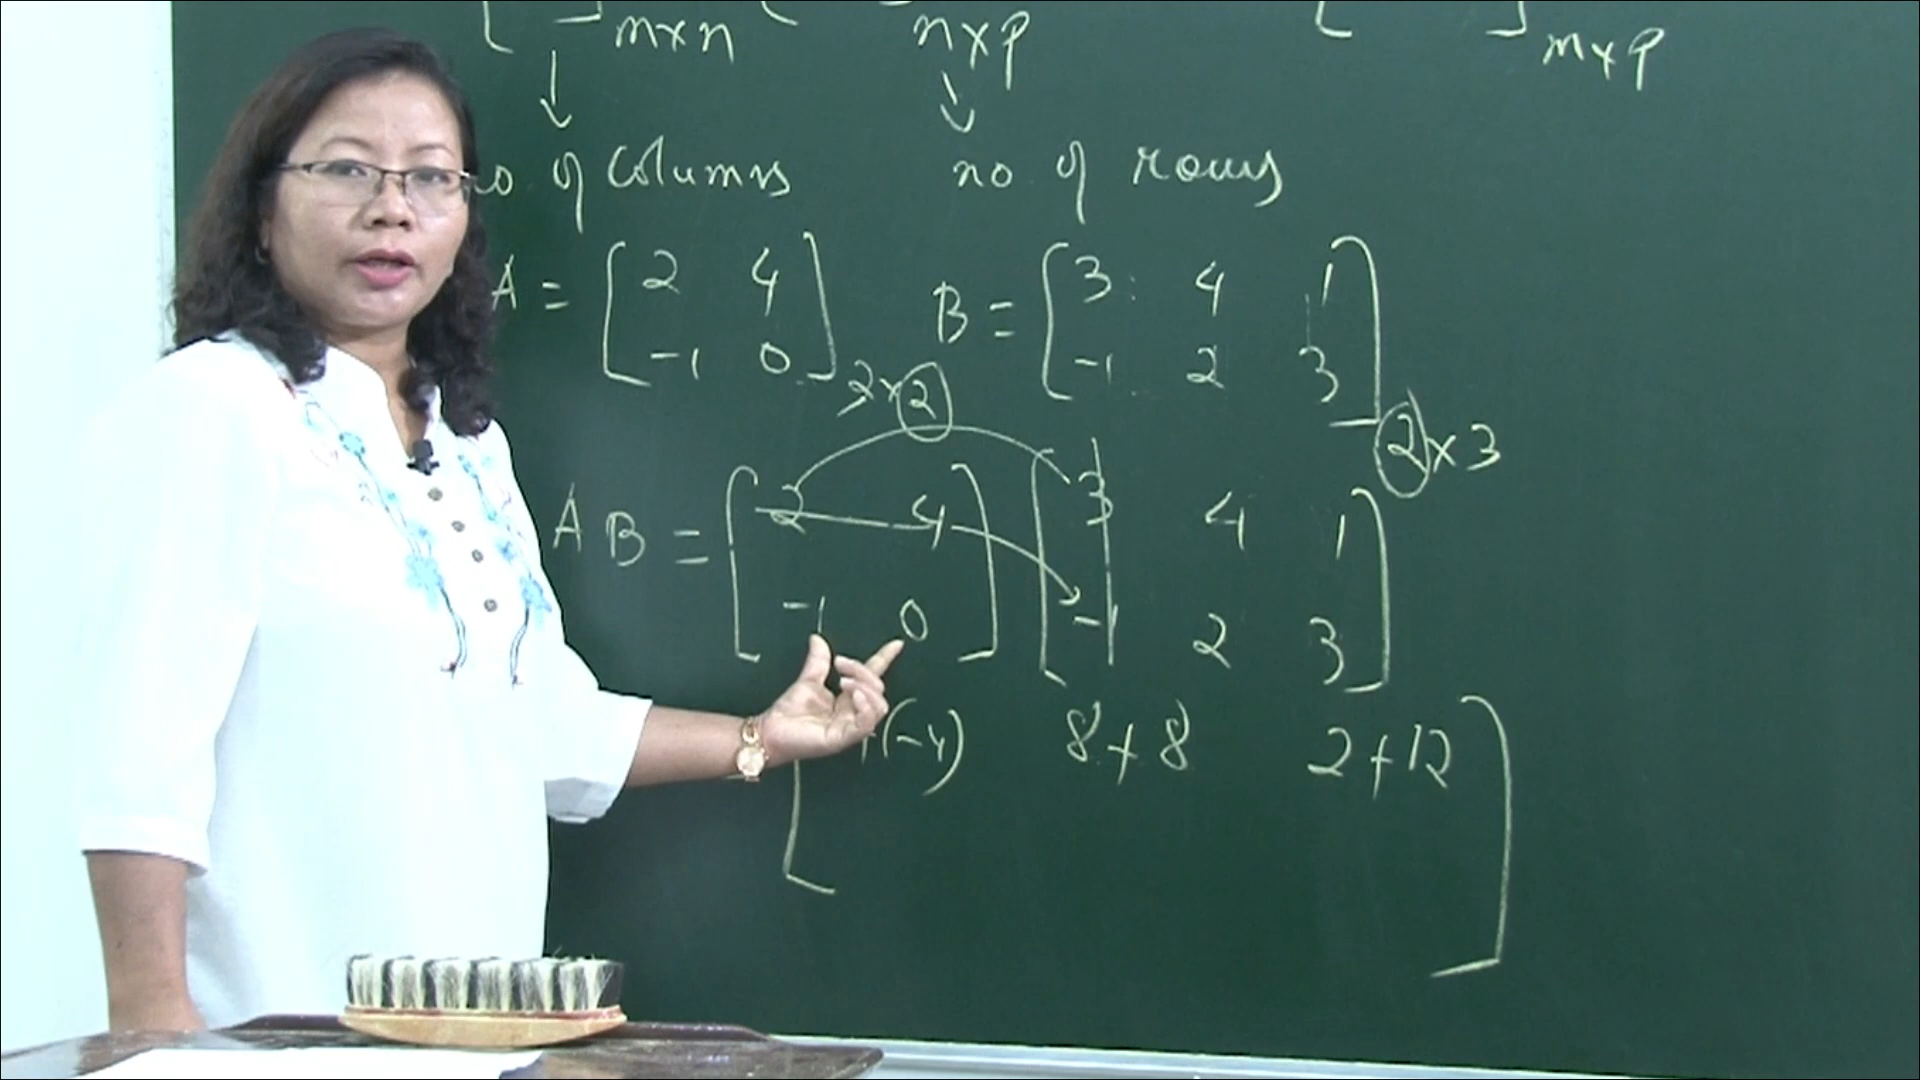 [ ]m×n [ n×p [ ]m×p
↓ ↓
no of columns no of rows
A = [2 4
-1 0]2×2 B = [3 4 1
-1 2 3]2×3
AB = [2 4
-1 0] [3 4 1
-1 2 3]
[ +(-4) 8+8 2+12 ]